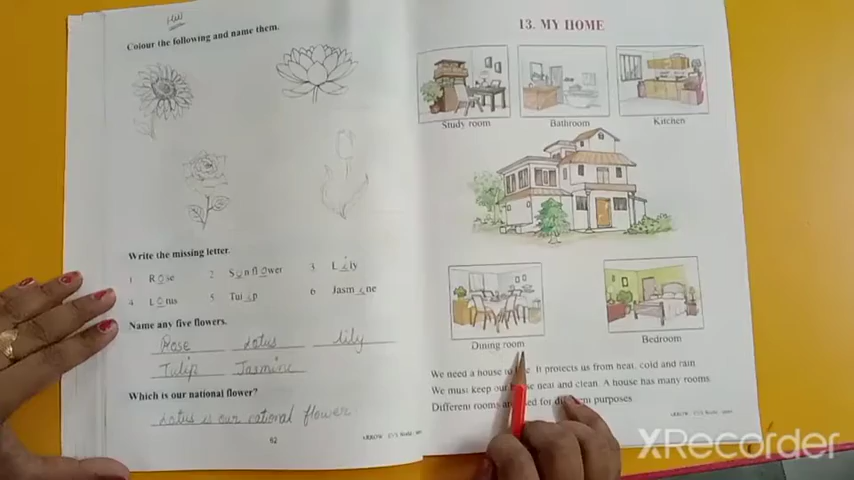 HW
Colour the following and name them.
Write the missing letter.
1 Rose 2 Sunflower 3 Lily
4 Lotus 5 Tulip 6 Jasmine
Name any five flowers.
Rose Lotus lily
Tulip Jasmine
Which is our national flower?
Lotus is our national flower
62
13. MY HOME
Study room Bathroom Kitchen
Dining room Bedroom
We need a house to It protects us from heat, cold and rain
We must keep our neat and clean. A house has many rooms
Different rooms are used for purposes.
XRecorder